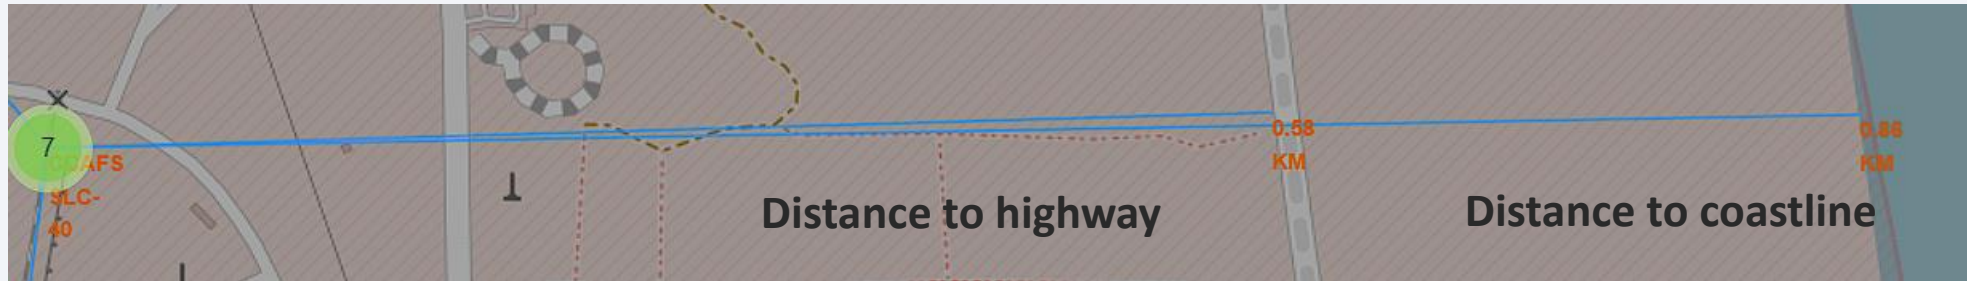 7
CCAFS
SLC-
40
0.58
KM
0.86
KM
Distance to highway
Distance to coastline